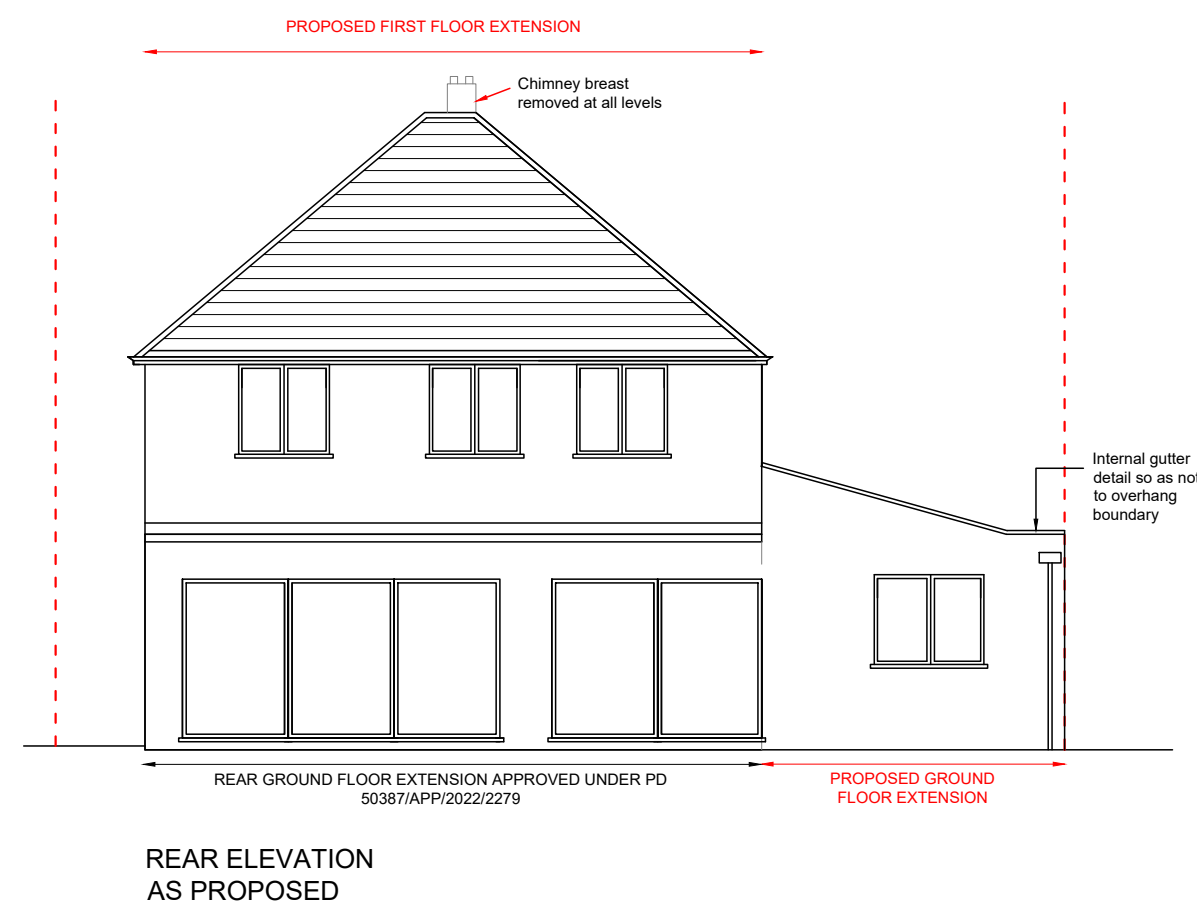 PROPOSED FIRST FLOOR EXTENSION
Chimney breast
removed at all levels
Internal gutter
detail so as not
to overhang
boundary
REAR GROUND FLOOR EXTENSION APPROVED UNDER PD
50387/APP/2022/2279
PROPOSED GROUND
FLOOR EXTENSION
REAR ELEVATION
AS PROPOSED